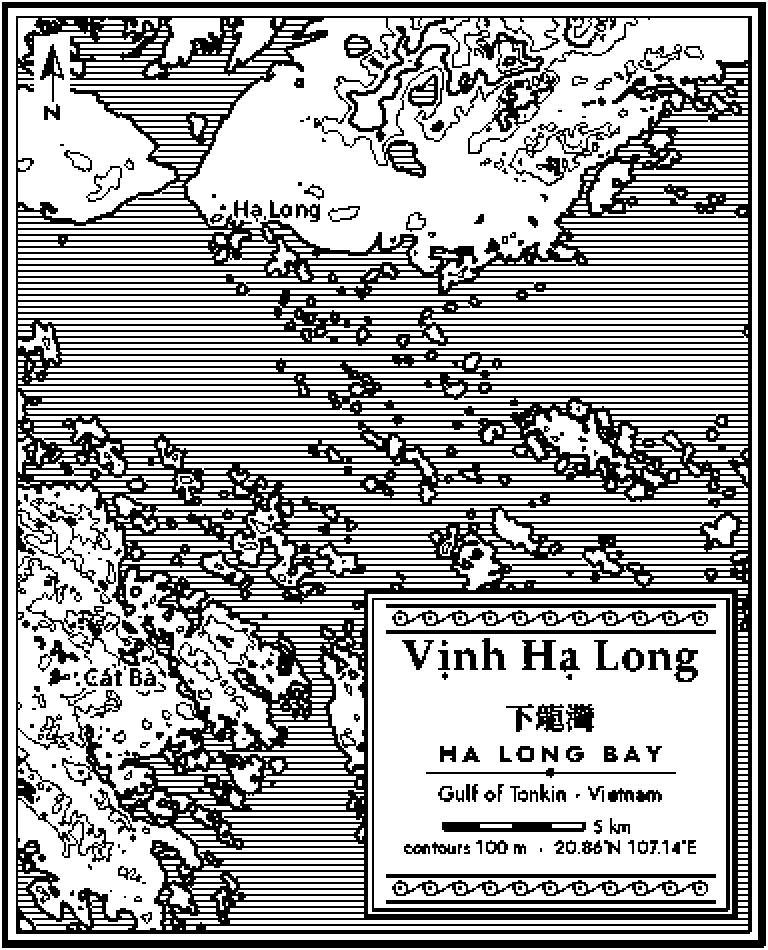 N
Hạ Long
Cát Bà
Vịnh Hạ Long
下龍灣
HA LONG BAY
Gulf of Tonkin · Vietnam
5 km
contours 100 m · 20.86°N 107.14°E